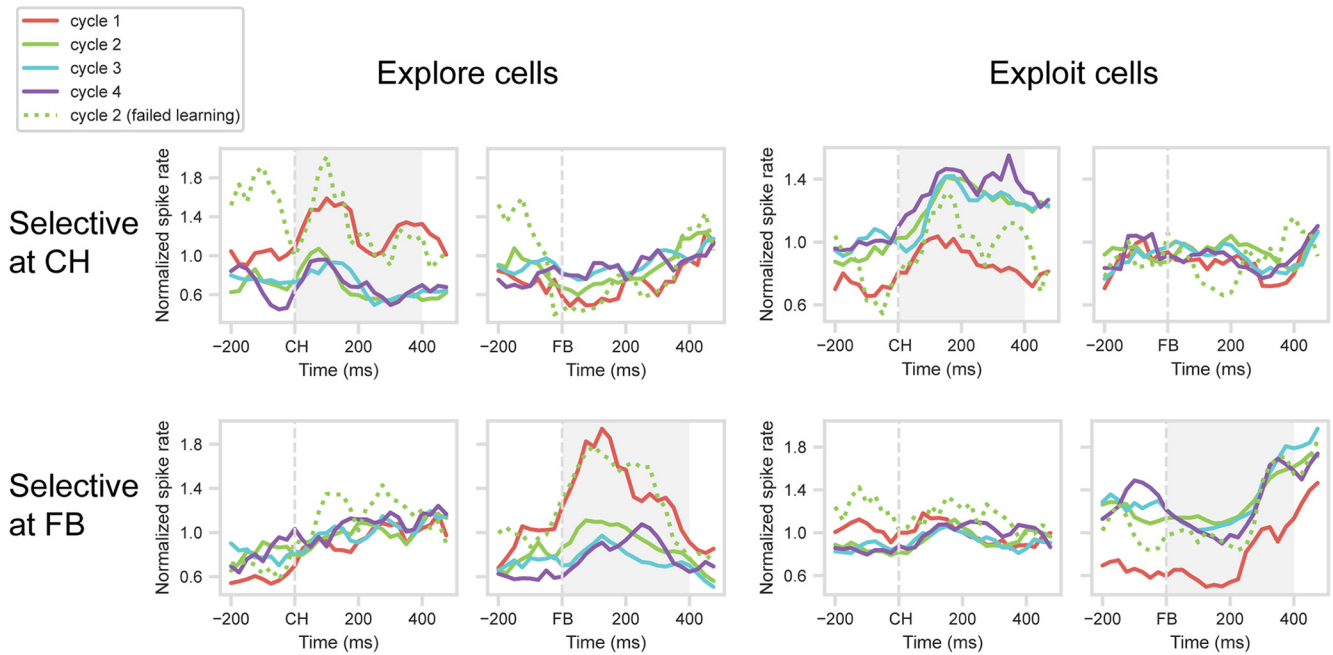 cycle 1
cycle 2
cycle 3
cycle 4
cycle 2 (failed learning)
Explore cells
Exploit cells
Selective
at CH
Normalized spike rate
1.8
1.4
1.0
0.6
−200 CH 200 400
Time (ms)
−200 FB 200 400
Time (ms)
Normalized spike rate
1.4
1.0
0.6
−200 CH 200 400
Time (ms)
−200 FB 200 400
Time (ms)
Selective
at FB
Normalized spike rate
1.8
1.4
1.0
0.6
−200 CH 200 400
Time (ms)
−200 FB 200 400
Time (ms)
Normalized spike rate
1.8
1.4
1.0
0.6
−200 CH 200 400
Time (ms)
−200 FB 200 400
Time (ms)